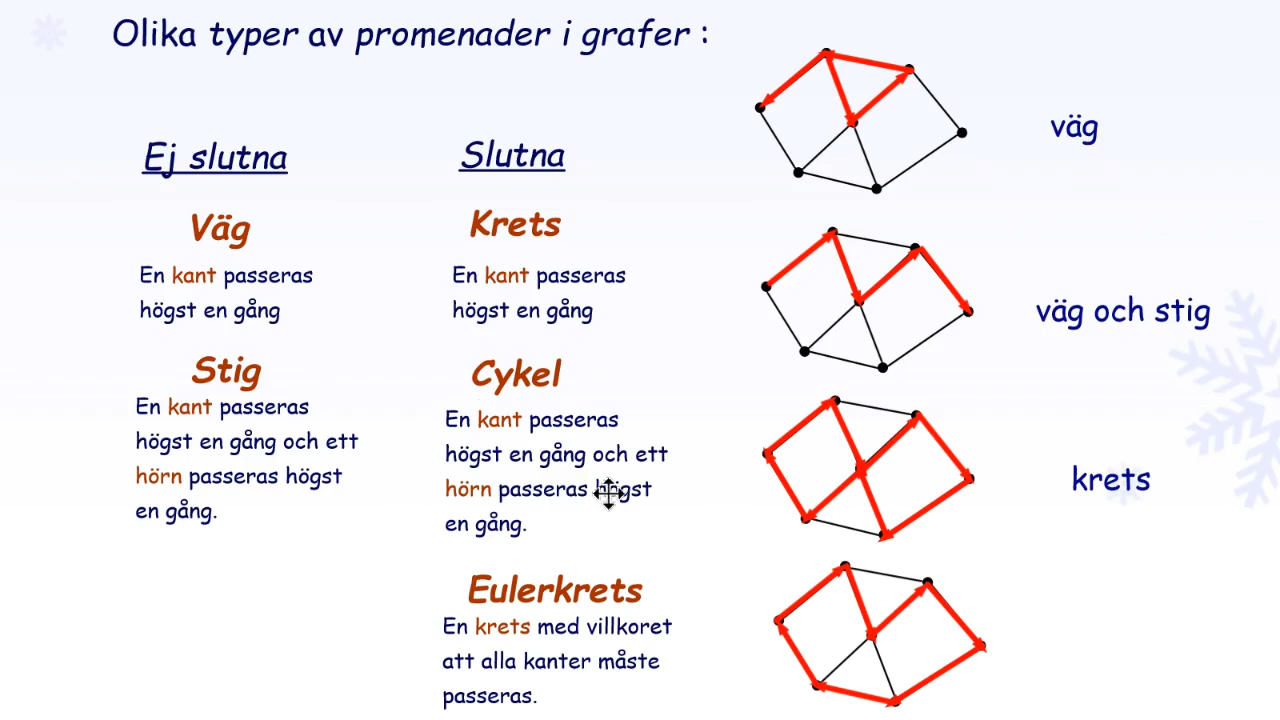 Olika typer av promenader i grafer :
Ej slutna
Väg
En kant passeras
högst en gång
Stig
En kant passeras
högst en gång och ett
hörn passeras högst
en gång.
Slutna
Krets
En kant passeras
högst en gång
Cykel
En kant passeras
högst en gång och ett
hörn passeras högst
en gång.
Eulerkrets
En krets med villkoret
att alla kanter måste
passeras.
väg
väg och stig
krets